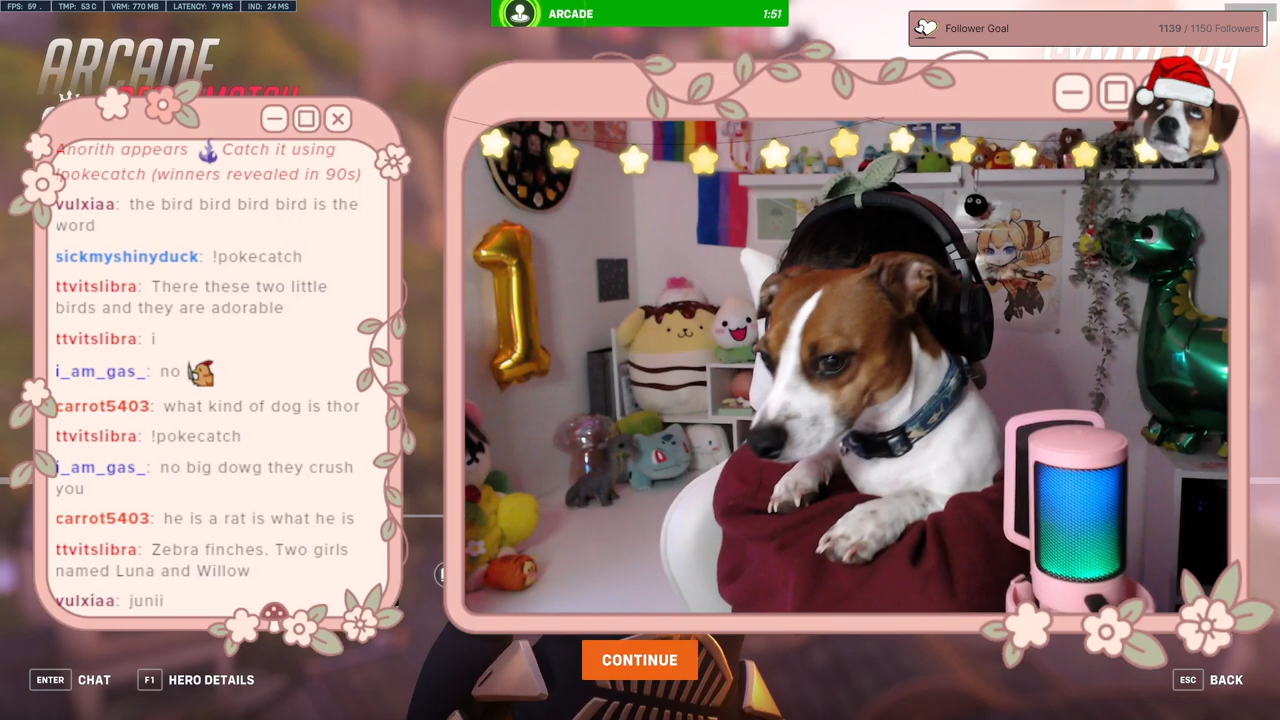 FPS: 59
TMP: 53 C
VRM: 770 MB
LATENCY: 79 MS
IND: 24 MS
ARCADE
1:51
Follower Goal
1139 / 1150 Followers
ARCADE
Anorith appears Catch it using
!pokecatch (winners revealed in 90s)
vulxiaa: the bird bird bird bird is the
word
sickmyshinyduck: !pokecatch
ttvitslibra: There these two little
birds and they are adorable
ttvitslibra: i
i_am_gas_: no
carrot5403: what kind of dog is thor
ttvitslibra: !pokecatch
i_am_gas_: no big dowg they crush
you
carrot5403: he is a rat is what he is
ttvitslibra: Zebra finches. Two girls
named Luna and Willow
vulxiaa: junii
CONTINUE
ENTER CHAT
F1 HERO DETAILS
ESC BACK